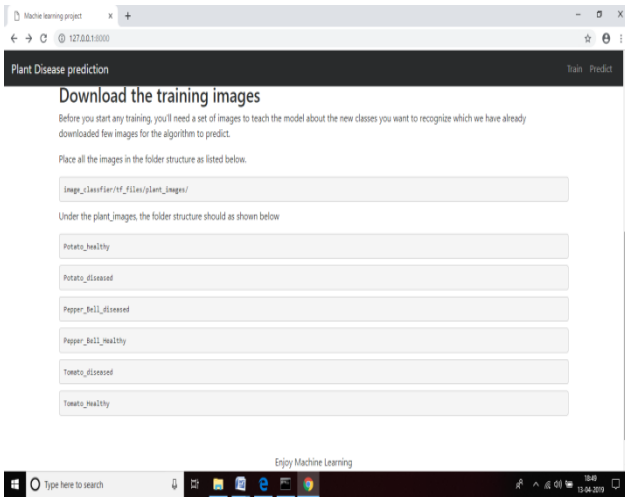 Machie learning project
127.0.0.1:8000
Plant Disease prediction
Train Predict
Download the training images
Before you start any training, you'll need a set of images to teach the model about the new classes you want to recognize which we have already
downloaded few images for the algorithm to predict.
Place all the images in the folder structure as listed below.
image_classfier/tf_files/plant_images/
Under the plant_images, the folder structure should as shown below
Potato_healthy
Potato_diseased
Pepper_Bell_diseased
Pepper_Bell_Healthy
Tomato_diseased
Tomato_Healthy
Enjoy Machine Learning
Type here to search
18:49
13-04-2019